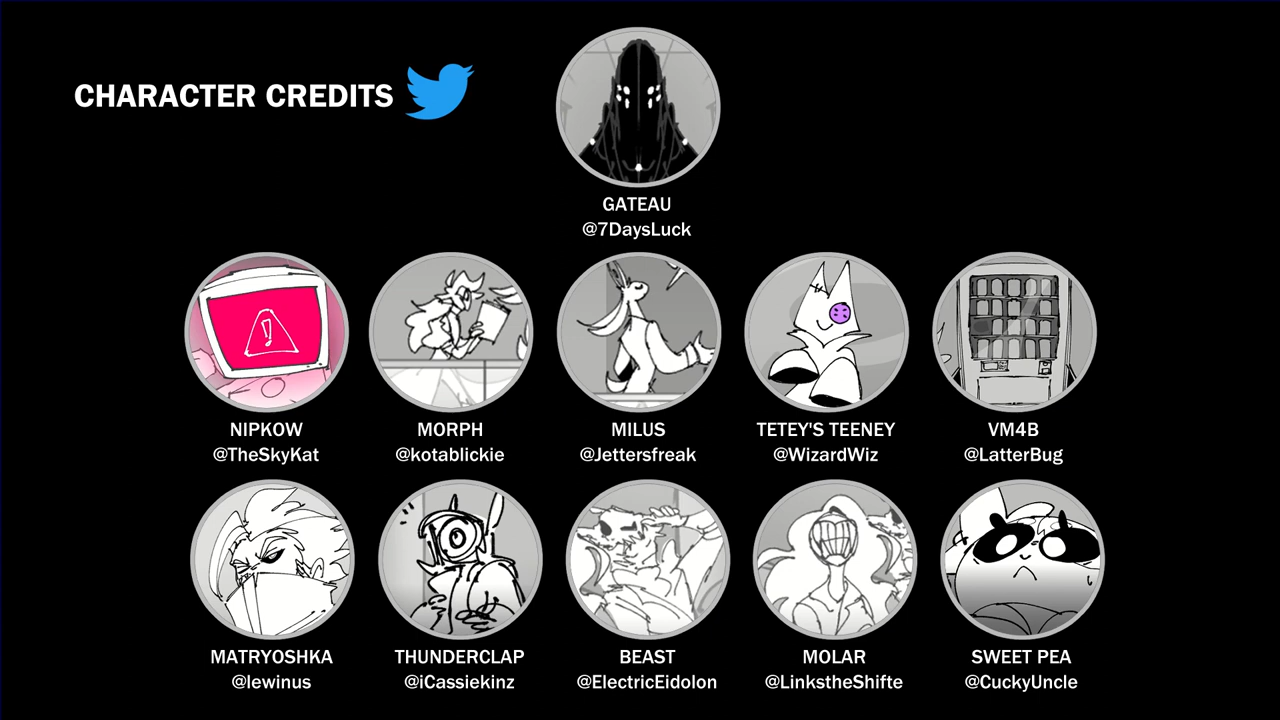 CHARACTER CREDITS
GATEAU
@7DaysLuck
NIPKOW
@TheSkyKat
MORPH
@kotablickie
MILUS
@Jettersfreak
TETEY'S TEENEY
@WizardWiz
VM4B
@LatterBug
MATRYOSHKA
@lewinus
THUNDERCLAP
@iCassiekinz
BEAST
@ElectricEidolon
MOLAR
@LinkstheShifte
SWEET PEA
@CuckyUncle